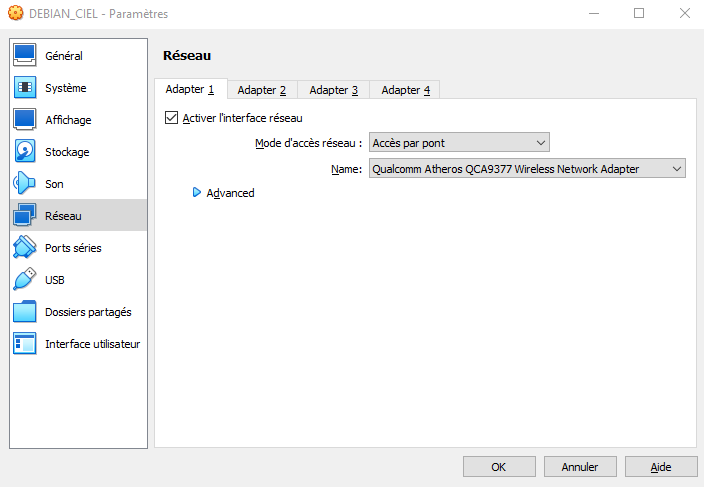 DEBIAN_CIEL - Paramètres
Général
Système
Affichage
Stockage
Son
Réseau
Ports séries
USB
Dossiers partagés
Interface utilisateur
Réseau
Adapter 1 Adapter 2 Adapter 3 Adapter 4
Activer l'interface réseau
Mode d'accès réseau : Accès par pont
Name: Qualcomm Atheros QCA9377 Wireless Network Adapter
Advanced
OK Annuler Aide